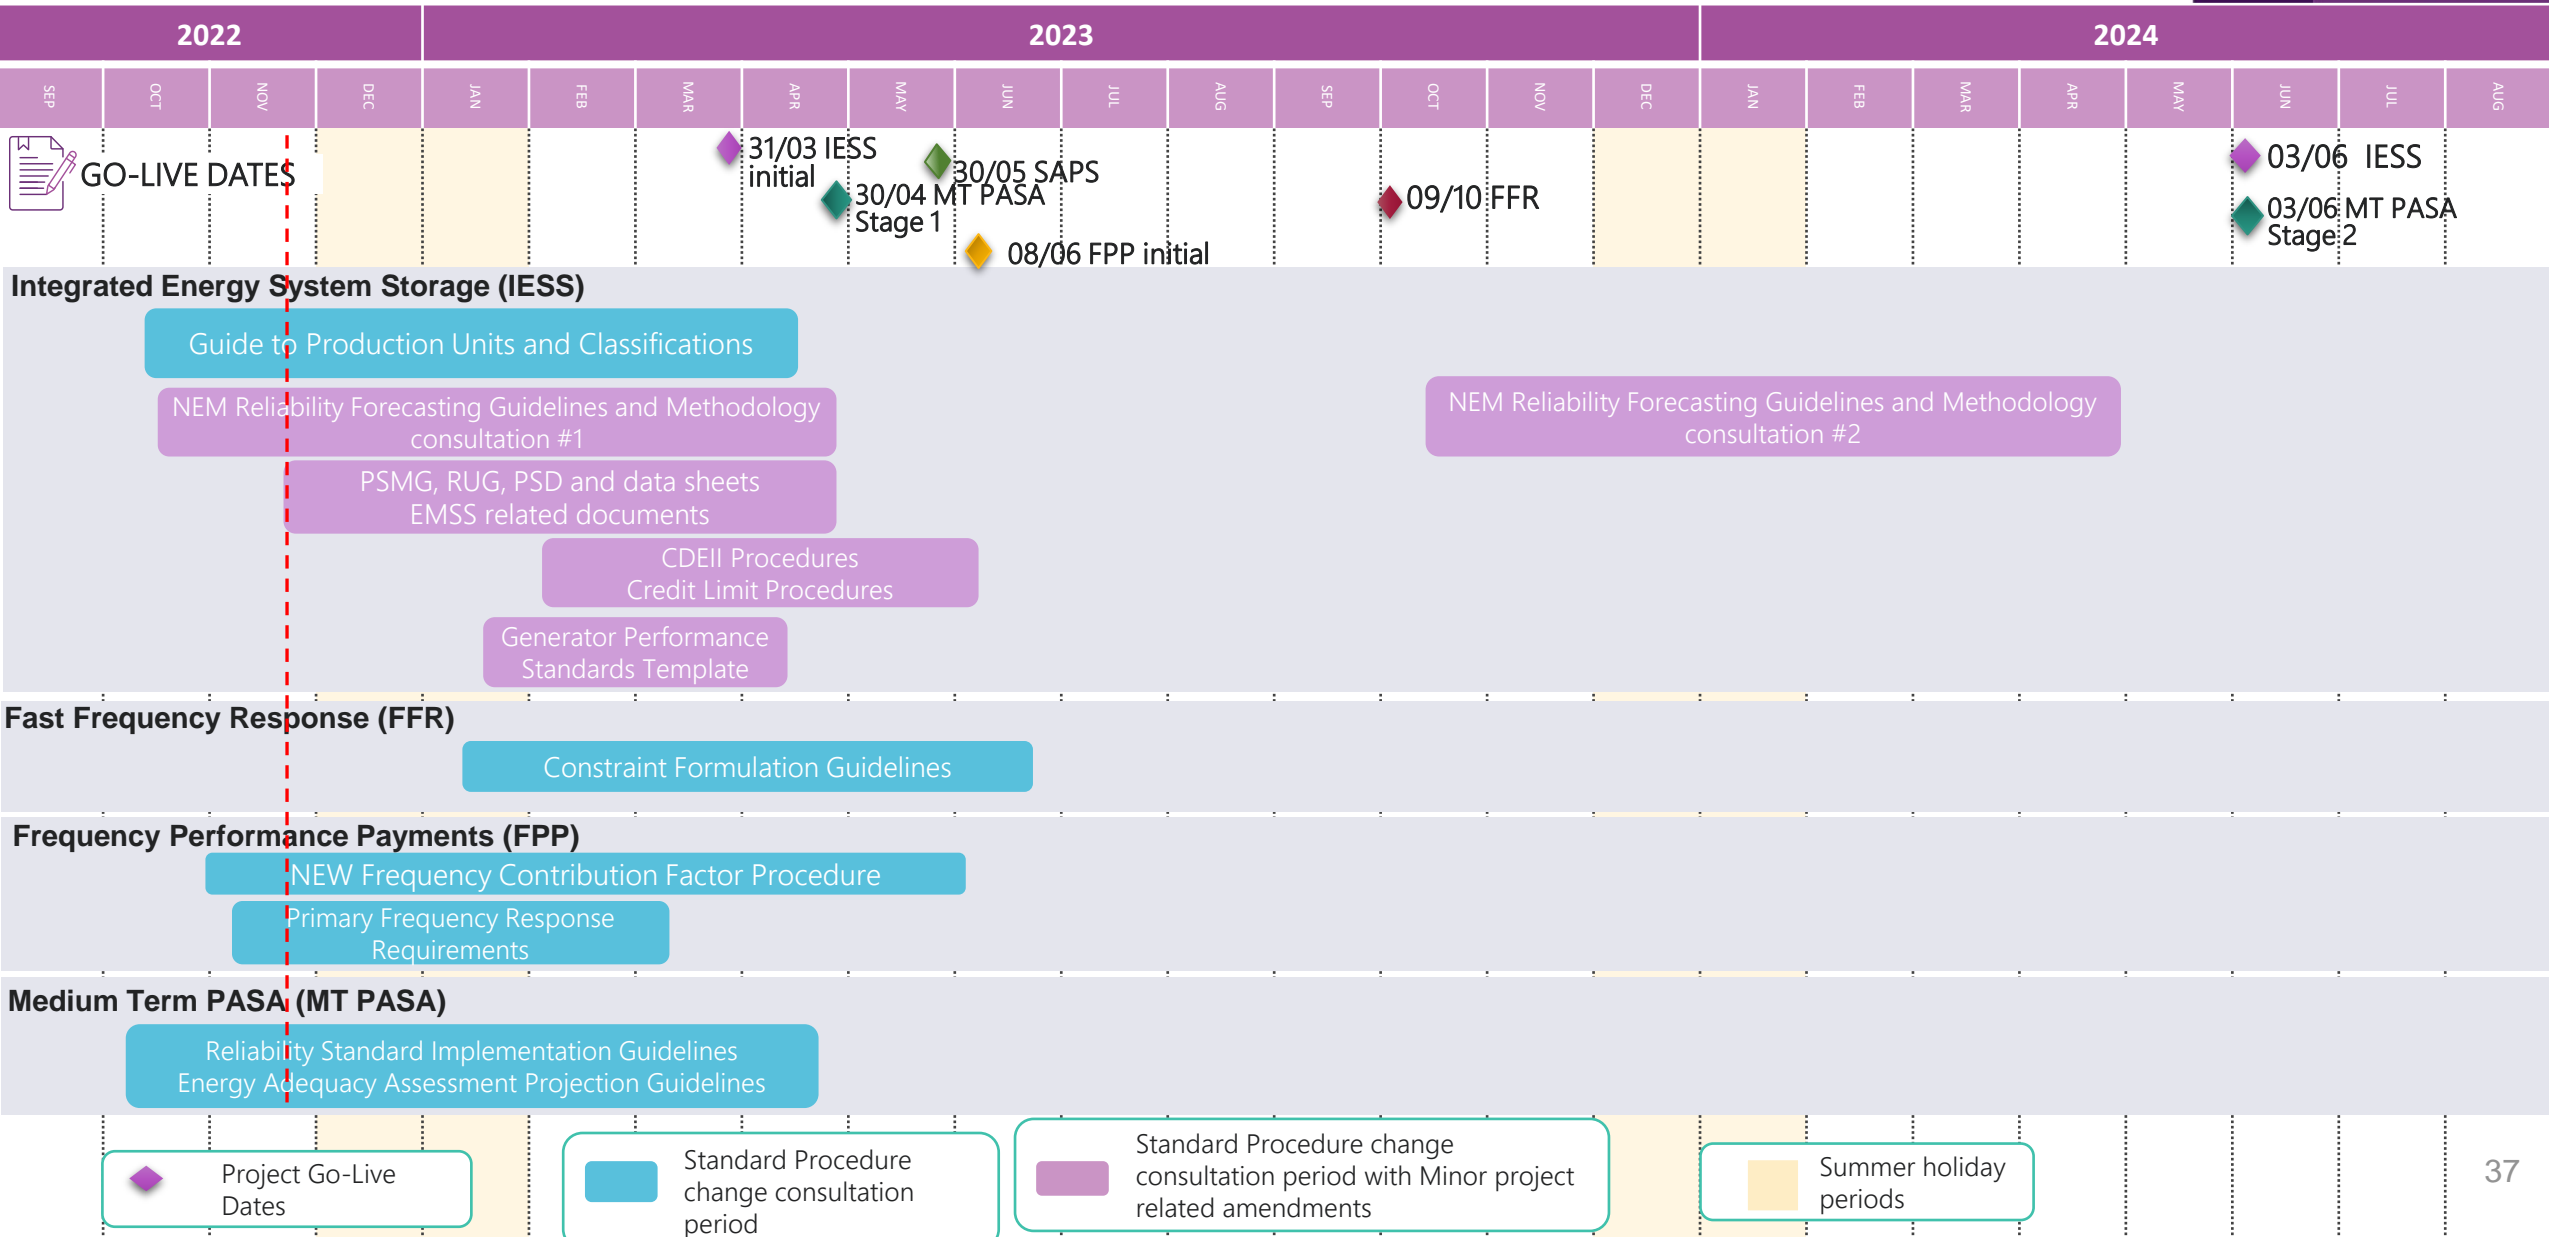 2022
2023
2024
SEP
OCT
NOV
DEC
JAN
FEB
MAR
APR
MAY
JUN
JUL
AUG
SEP
OCT
NOV
DEC
JAN
FEB
MAR
APR
MAY
JUN
JUL
AUG
GO-LIVE DATES
31/03 IESS
initial
30/04 MT PASA
Stage 1
30/05 SAPS
08/06 FPP initial
09/10 FFR
03/06 IESS
03/06 MT PASA
Stage 2
Integrated Energy System Storage (IESS)
Guide to Production Units and Classifications
NEM Reliability Forecasting Guidelines and Methodology
consultation #1
NEM Reliability Forecasting Guidelines and Methodology
consultation #2
PSMG, RUG, PSD and data sheets
EMSS related documents
CDEII Procedures
Credit Limit Procedures
Generator Performance
Standards Template
Fast Frequency Response (FFR)
Constraint Formulation Guidelines
Frequency Performance Payments (FPP)
NEW Frequency Contribution Factor Procedure
Primary Frequency Response
Requirements
Medium Term PASA (MT PASA)
Reliability Standard Implementation Guidelines
Energy Adequacy Assessment Projection Guidelines
Project Go-Live
Dates
Standard Procedure
change consultation
period
Standard Procedure change
consultation period with Minor project
related amendments
Summer holiday
periods
37